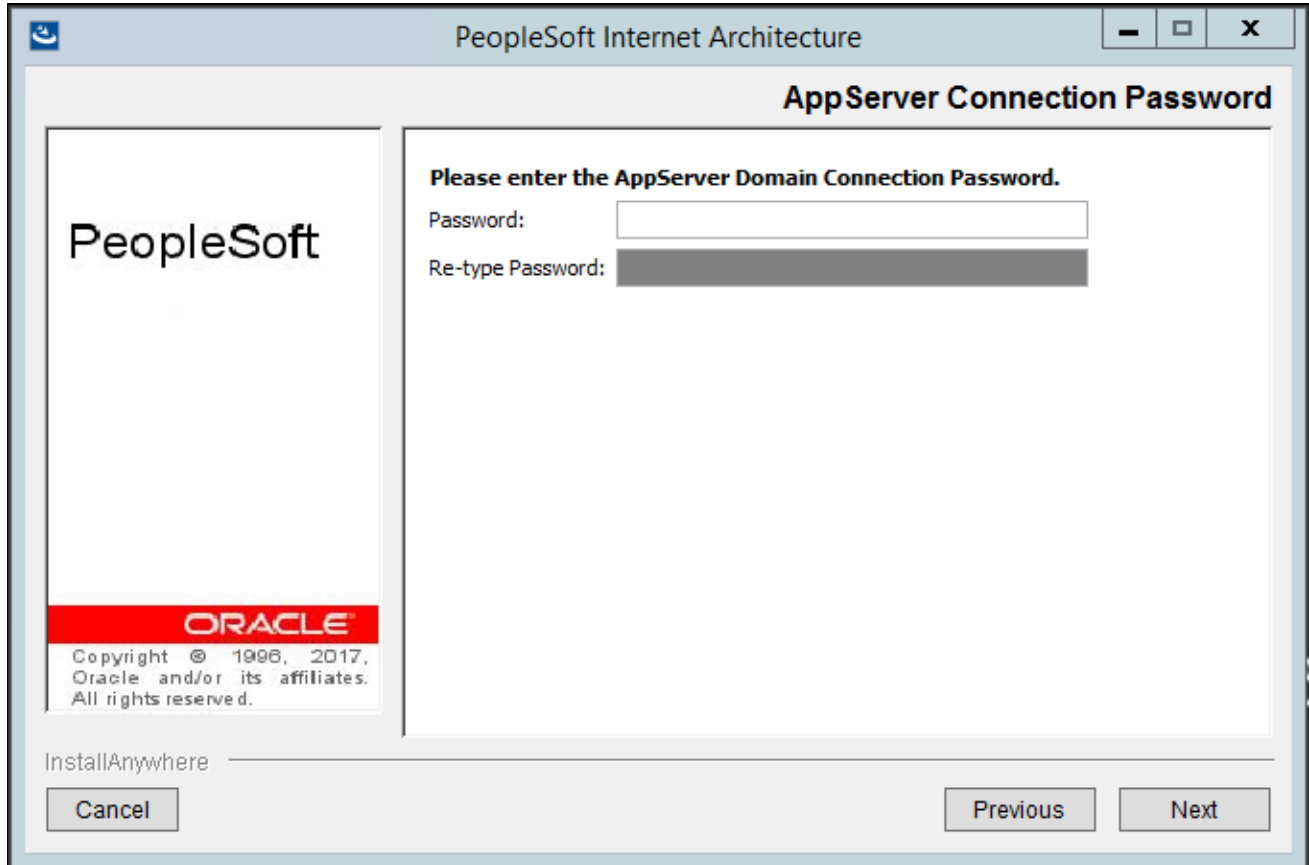 PeopleSoft Internet Architecture
AppServer Connection Password
PeopleSoft
Please enter the AppServer Domain Connection Password.
Password:
Re-type Password:
ORACLE
Copyright © 1996, 2017,
Oracle and/or its affiliates.
All rights reserved.
InstallAnywhere
Cancel
Previous
Next